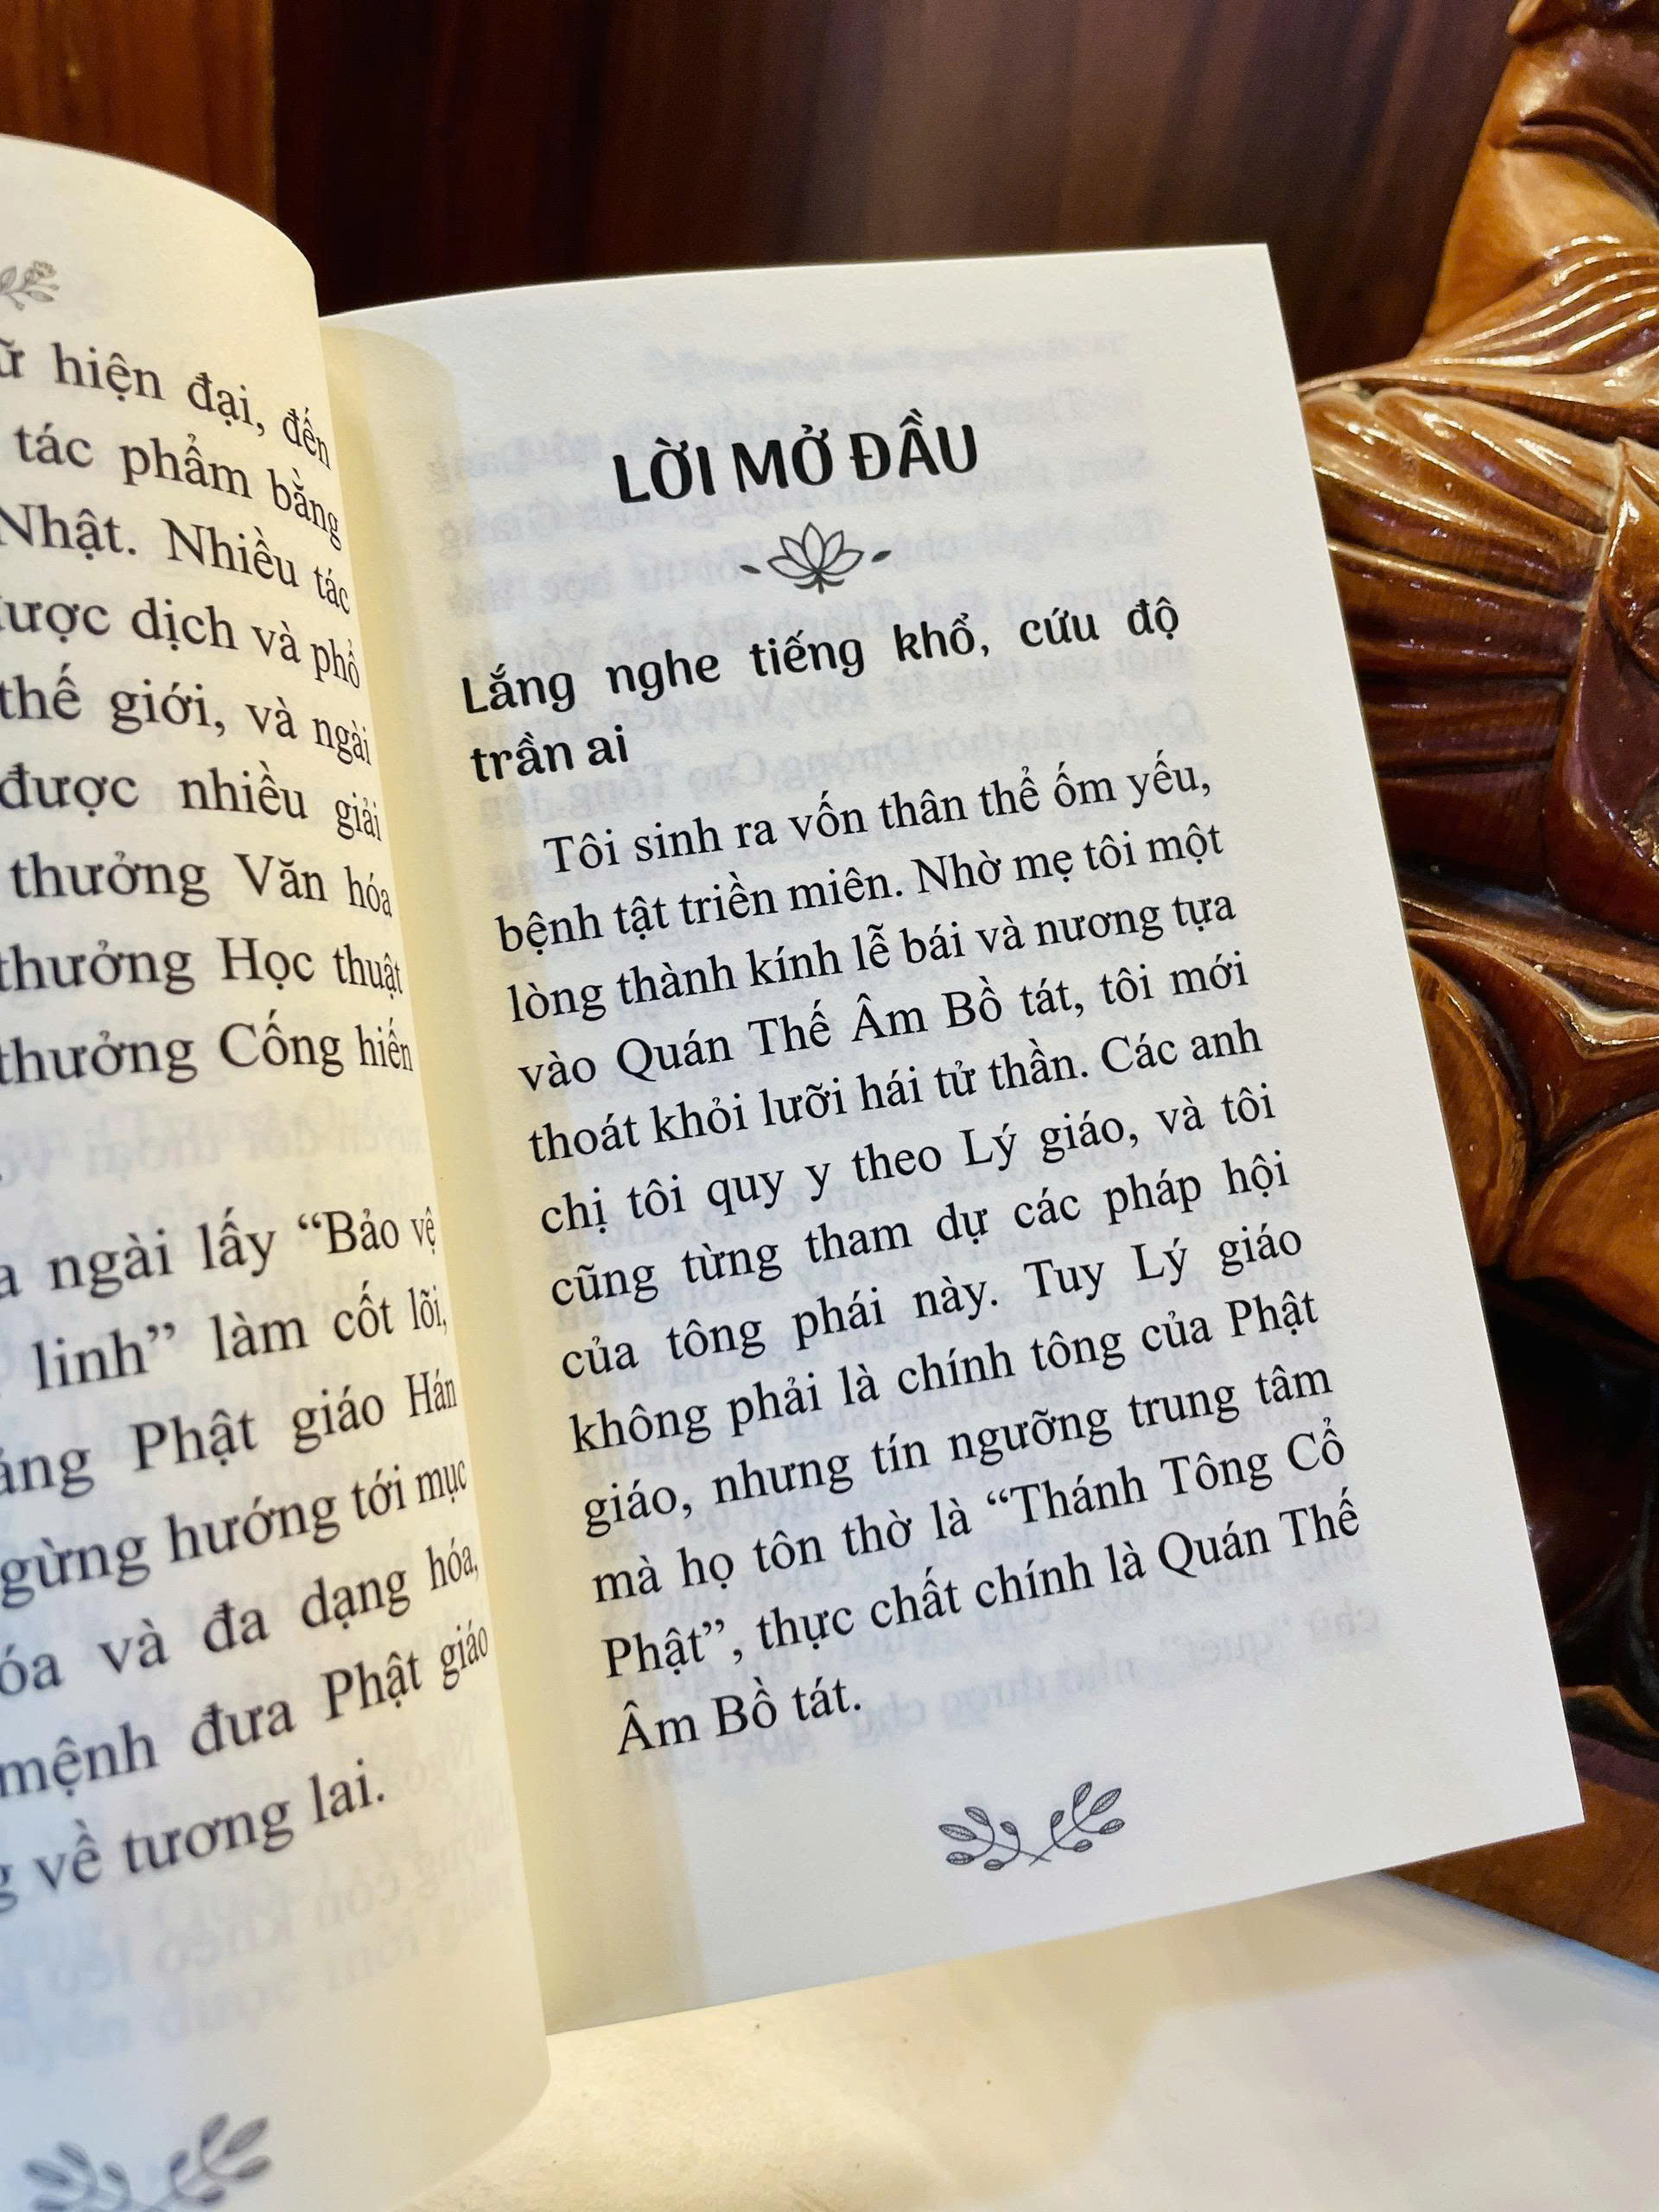 ữ hiện đại, đến
tác phẩm bằng
Nhật. Nhiều tác
được dịch và phổ
thế giới, và ngài
được nhiều giải
thưởng Văn hóa
thưởng Học thuật
thưởng Cống hiến
ngài lấy “Bảo vệ
linh” làm cốt lõi,
Phật giáo Hán
hướng tới mục
óa và đa dạng hóa,
mệnh đưa Phật giáo
về tương lai.
LỜI MỞ ĐẦU
Lắng nghe tiếng khổ, cứu độ
trần ai
Tôi sinh ra vốn thân thể ốm yếu,
bệnh tật triền miên. Nhờ mẹ tôi một
lòng thành kính lễ bái và nương tựa
vào Quán Thế Âm Bồ tát, tôi mới
thoát khỏi lưỡi hái tử thần. Các anh
chị tôi quy y theo Lý giáo, và tôi
cũng từng tham dự các pháp hội
của tông phái này. Tuy Lý giáo
không phải là chính tông của Phật
giáo, nhưng tín ngưỡng trung tâm
mà họ tôn thờ là “Thánh Tông Cổ
Phật”, thực chất chính là Quán Thế
Âm Bồ tát.